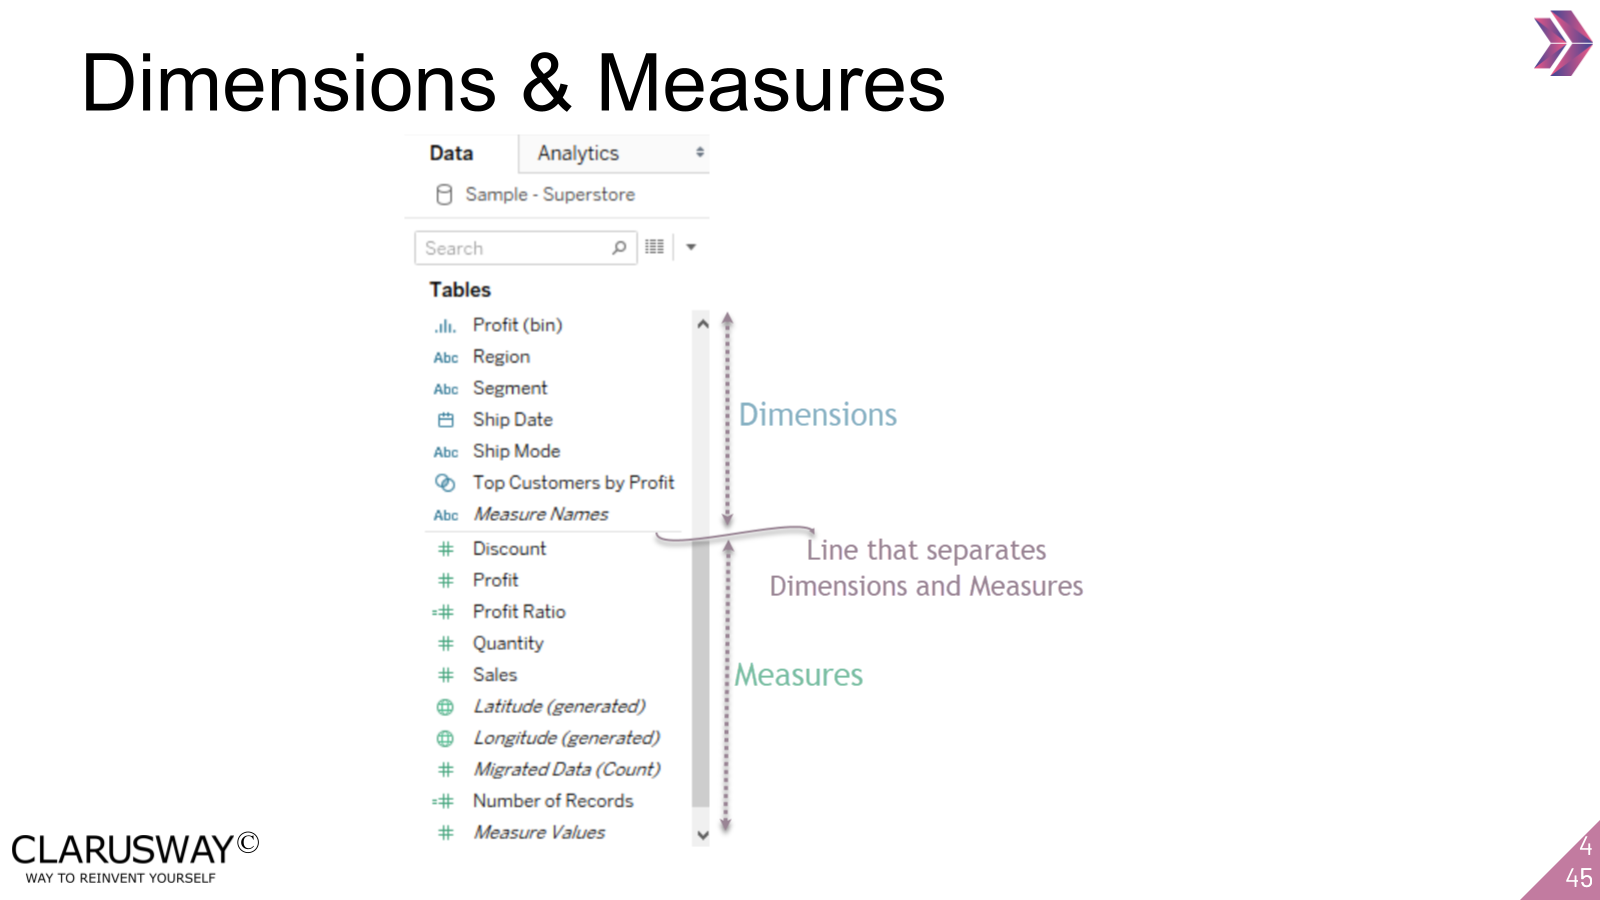 Dimensions & Measures
Data
Analytics
Sample - Superstore
Search
Tables
Profit (bin)
Abc Region
Abc Segment
Ship Date
Abc Ship Mode
Top Customers by Profit
Abc Measure Names
Dimensions
Line that separates
Dimensions and Measures
# Discount
# Profit
=# Profit Ratio
# Quantity
# Sales
Measures
Latitude (generated)
Longitude (generated)
# Migrated Data (Count)
=# Number of Records
# Measure Values
CLARUSWAY©
WAY TO REINVENT YOURSELF
4
45